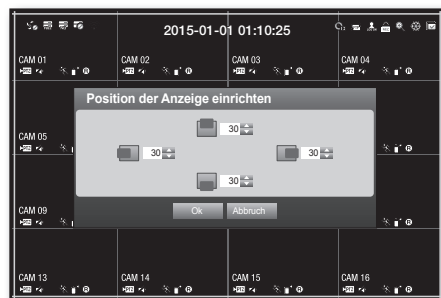 2015-01-01 01:10:25
CAM 01 CAM 02 CAM 03 CAM 04
Position der Anzeige einrichten
30
CAM 05
30 30
30
CAM 09
Ok Abbruch
CAM 13 CAM 14 CAM 15 CAM 16